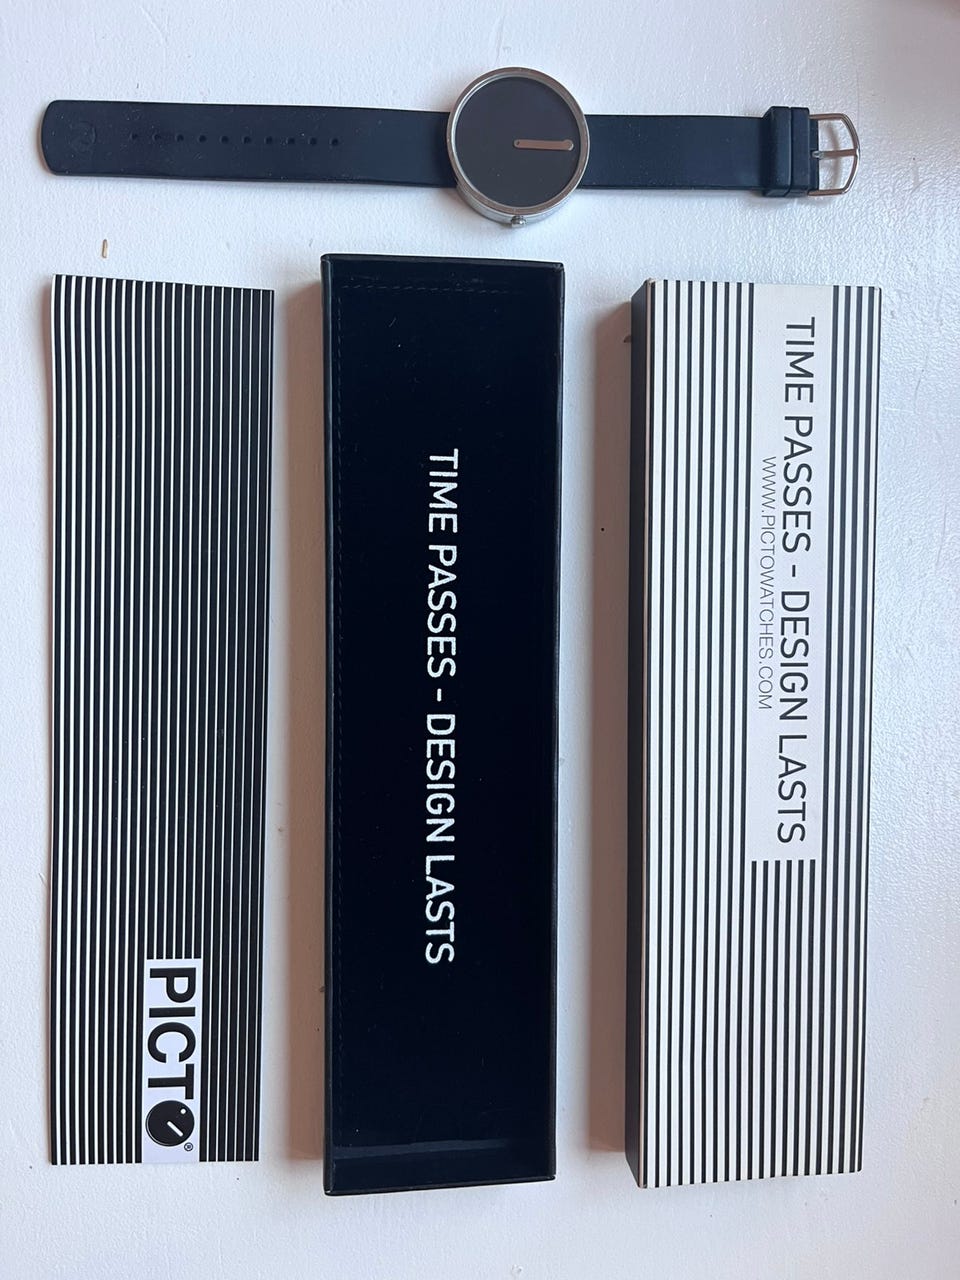 PICTO®
TIME PASSES - DESIGN LASTS
TIME PASSES - DESIGN LASTS
WWW.PICTOWATCHES.COM